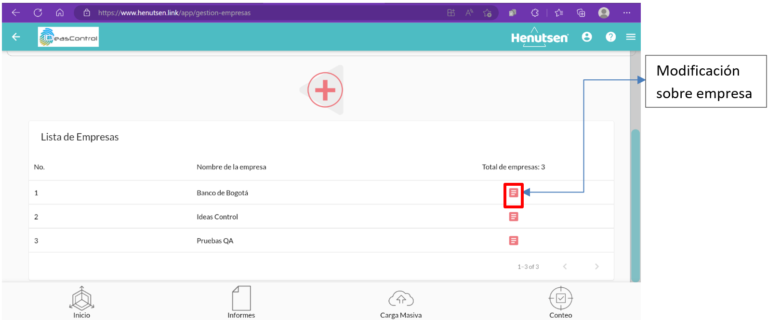 https://www.henutsen.link/app/gestion-empresas
IdeasControl
Henutsen
Modificación
sobre empresa
Lista de Empresas
No. Nombre de la empresa Total de empresas: 3
1 Banco de Bogotá
2 Ideas Control
3 Pruebas QA
1-3 of 3
Inicio Informes Carga Masiva Conteo